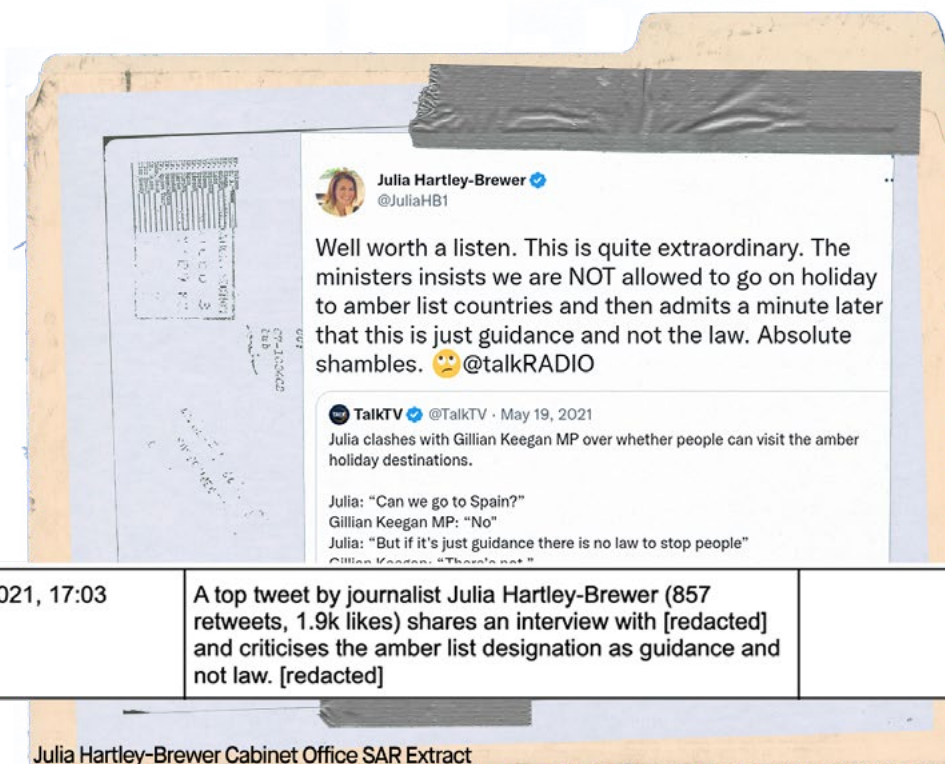 Julia Hartley-Brewer
@JuliaHB1
Well worth a listen. This is quite extraordinary. The
ministers insists we are NOT allowed to go on holiday
to amber list countries and then admits a minute later
that this is just guidance and not the law. Absolute
shambles. 🙄@talkRADIO
TalkTV @TalkTV · May 19, 2021
Julia clashes with Gillian Keegan MP over whether people can visit the amber
holiday destinations.
Julia: “Can we go to Spain?”
Gillian Keegan MP: “No”
Julia: “But if it's just guidance there is no law to stop people”
Gillian Keegan: “There's not.”
021, 17:03
A top tweet by journalist Julia Hartley-Brewer (857
retweets, 1.9k likes) shares an interview with [redacted]
and criticises the amber list designation as guidance and
not law. [redacted]
Julia Hartley-Brewer Cabinet Office SAR Extract